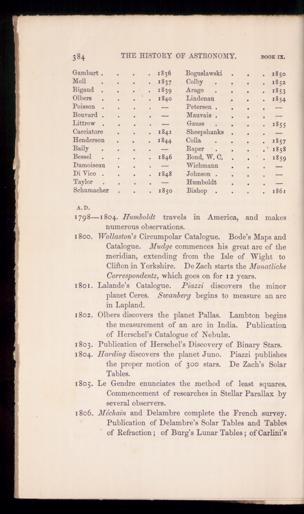 384 THE HISTORY OF ASTRONOMY. BOOK IX.
Gambart . . . . 1836 Boguslawski . . . 1850
Moll . . . . 1837 Colby . . . . 1852
Rigaud . . . . 1839 Arago . . . . 1853
Olbers . . . . 1840 Lindenau . . . 1854
Poisson . . . . — Petersen . . . . —
Bouvard . . . . — Mauvais . . . . —
Littrow . . . . — Gauss . . . . 1855
Cacciatore . . . 1841 Sheepshanks . . . —
Henderson . . . 1844 Colla . . . . 1857
Baily . . . . — Raper . . . . 1858
Bessel . . . . 1846 Bond, W. C. . . . 1859
Damoiseau . . . — Wichmann . . . —
Di Vico . . . . 1848 Johnson . . . . —
Taylor . . . . — Humboldt . . . —
Schumacher . . . 1850 Bishop . . . . 1861
A.D.
1798—1804. Humboldt travels in America, and makes
numerous observations.
1800. Wollaston's Circumpolar Catalogue. Bode's Maps and
Catalogue. Mudge commences his great arc of the
meridian, extending from the Isle of Wight to
Clifton in Yorkshire. De Zach starts the Monatliche
Correspondentz, which goes on for 12 years.
1801. Lalande's Catalogue. Piazzi discovers the minor
planet Ceres. Swanberg begins to measure an arc
in Lapland.
1802. Olbers discovers the planet Pallas. Lambton begins
the measurement of an arc in India. Publication
of Herschel's Catalogue of Nebulæ.
1803. Publication of Herschel's Discovery of Binary Stars.
1804. Harding discovers the planet Juno. Piazzi publishes
the proper motion of 300 stars. De Zach's Solar
Tables.
1805. Le Gendre enunciates the method of least squares.
Commencement of researches in Stellar Parallax by
several observers.
1806. Méchain and Delambre complete the French survey.
Publication of Delambre's Solar Tables and Tables
of Refraction; of Burg's Lunar Tables; of Carlini's